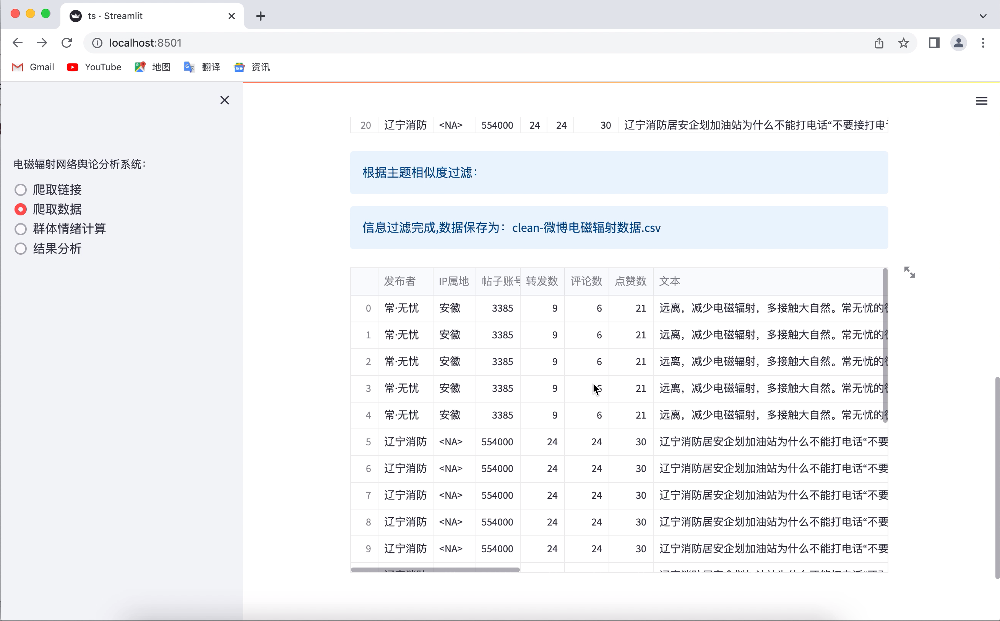 ts · Streamlit
localhost:8501
Gmail YouTube 地图 翻译 资讯
电磁辐射网络舆论分析系统：
爬取链接
爬取数据
群体情绪计算
结果分析
20 辽宁消防 <NA> 554000 24 24 30 辽宁消防居安企划加油站为什么不能打电话“不要接打电
根据主题相似度过滤：
信息过滤完成,数据保存为：clean-微博电磁辐射数据.csv
发布者 IP属地 帖子账号 转发数 评论数 点赞数 文本
0 常·无忧 安徽 3385 9 6 21 远离，减少电磁辐射，多接触大自然。常无忧的
1 常·无忧 安徽 3385 9 6 21 远离，减少电磁辐射，多接触大自然。常无忧的
2 常·无忧 安徽 3385 9 6 21 远离，减少电磁辐射，多接触大自然。常无忧的
3 常·无忧 安徽 3385 9 6 21 远离，减少电磁辐射，多接触大自然。常无忧的
4 常·无忧 安徽 3385 9 6 21 远离，减少电磁辐射，多接触大自然。常无忧的
5 辽宁消防 <NA> 554000 24 24 30 辽宁消防居安企划加油站为什么不能打电话“不要
6 辽宁消防 <NA> 554000 24 24 30 辽宁消防居安企划加油站为什么不能打电话“不要
7 辽宁消防 <NA> 554000 24 24 30 辽宁消防居安企划加油站为什么不能打电话“不要
8 辽宁消防 <NA> 554000 24 24 30 辽宁消防居安企划加油站为什么不能打电话“不要
9 辽宁消防 <NA> 554000 24 24 30 辽宁消防居安企划加油站为什么不能打电话“不要